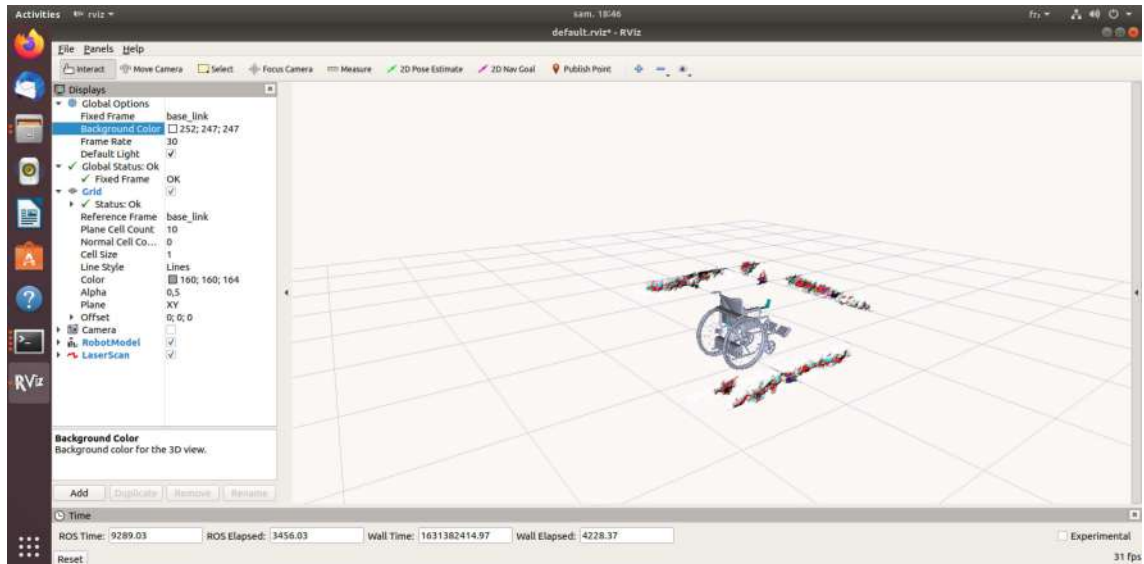 Activities rviz sam. 18:46 fr₁
default.rviz* - RViz
File Panels Help
Interact Move Camera Select Focus Camera Measure 2D Pose Estimate 2D Nav Goal Publish Point
Displays
Global Options
Fixed Frame base_link
Background Color 252; 247; 247
Frame Rate 30
Default Light
Global Status: Ok
Fixed Frame OK
Grid
Status: Ok
Reference Frame base_link
Plane Cell Count 10
Normal Cell Co... 0
Cell Size 1
Line Style Lines
Color 160; 160; 164
Alpha 0,5
Plane XY
Offset 0; 0; 0
Camera
RobotModel
LaserScan
RViz
Background Color
Background color for the 3D view.
Add Duplicate Remove Rename
Time
ROS Time: 9289.03 ROS Elapsed: 3456.03 Wall Time: 1631382414.97 Wall Elapsed: 4228.37 Experimental
Reset 31 fps